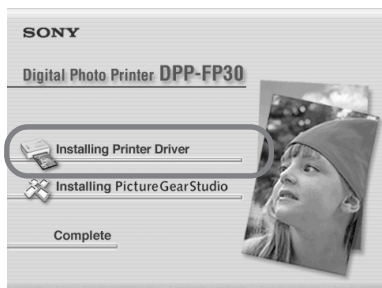 SONY
Digital Photo Printer DPP-FP30
Installing Printer Driver
Installing PictureGearStudio
Complete